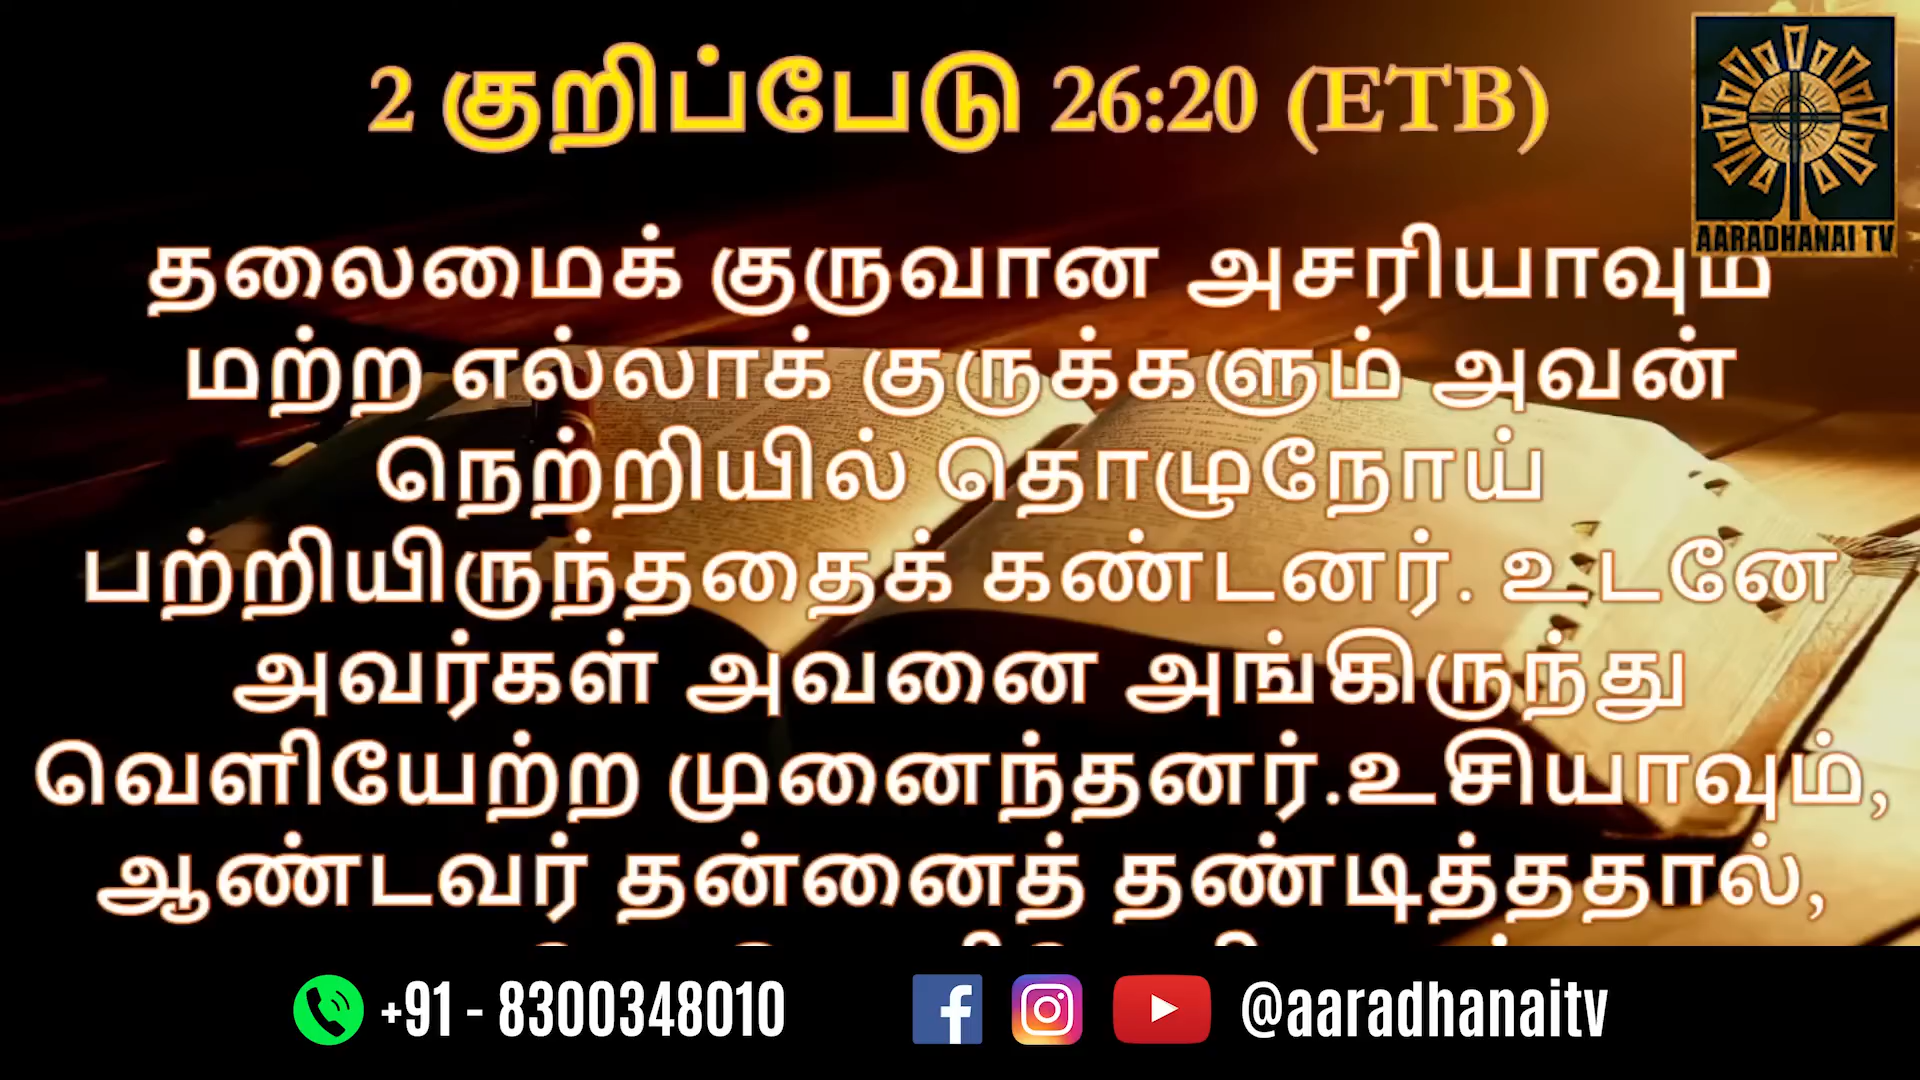 2 குறிப்பேடு 26:20 (ETB)
AARADHANAI TV
தலைமைக் குருவான அசரியாவும்
மற்ற எல்லாக் குருக்களும் அவன்
நெற்றியில் தொழுநோய்
பற்றியிருந்ததைக் கண்டனர். உடனே
அவர்கள் அவனை அங்கிருந்து
வெளியேற்ற முனைந்தனர்.உசியாவும்,
ஆண்டவர் தன்னைத் தண்டித்ததால்,
+91 - 8300348010
@aaradhanaitv